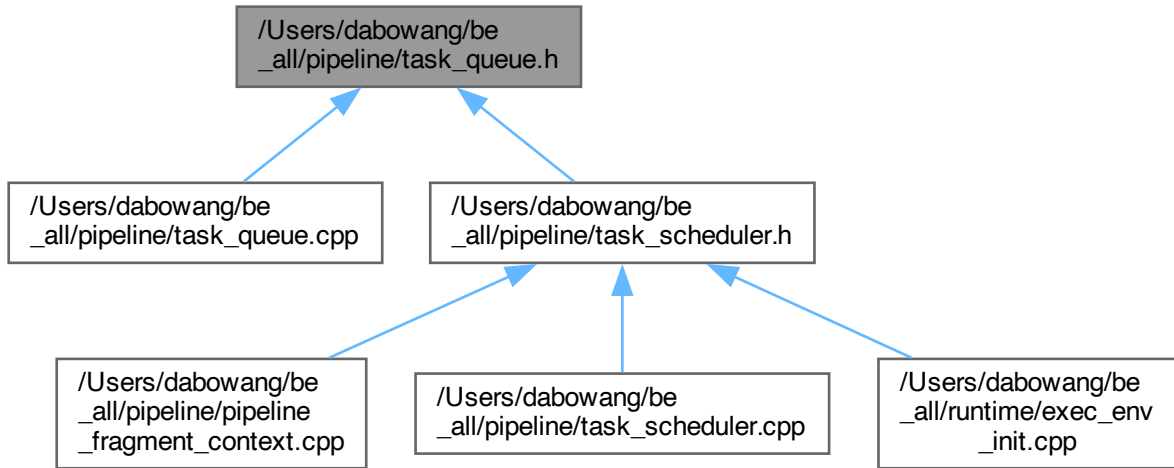 /Users/dabowang/be
_all/pipeline/task_queue.h
/Users/dabowang/be
_all/pipeline/task_queue.cpp
/Users/dabowang/be
_all/pipeline/task_scheduler.h
/Users/dabowang/be
_all/pipeline/pipeline
_fragment_context.cpp
/Users/dabowang/be
_all/pipeline/task_scheduler.cpp
/Users/dabowang/be
_all/runtime/exec_env
_init.cpp